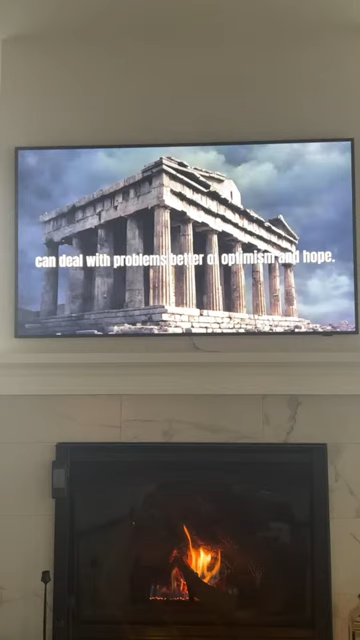 can deal with problems better of optimism and hope.